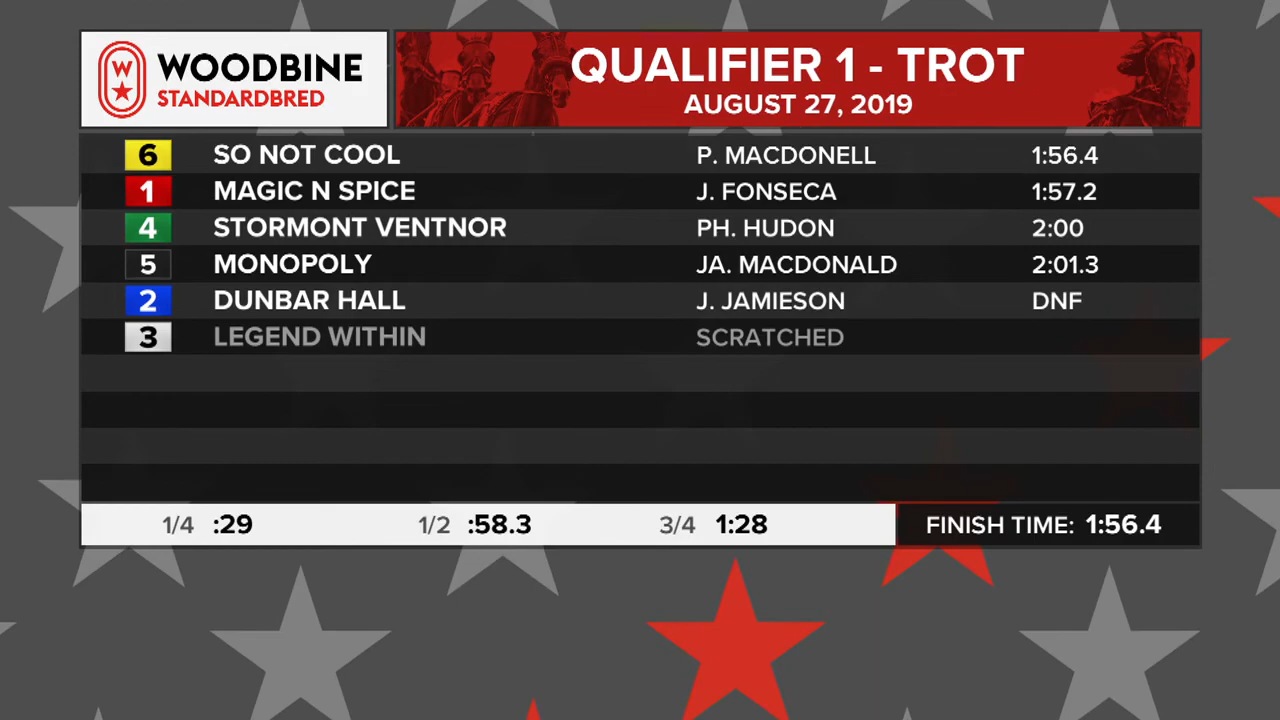 W
WOODBINE
STANDARDBRED
QUALIFIER 1 - TROT
AUGUST 27, 2019
6 SO NOT COOL P. MACDONELL 1:56.4
1 MAGIC N SPICE J. FONSECA 1:57.2
4 STORMONT VENTNOR PH. HUDON 2:00
5 MONOPOLY JA. MACDONALD 2:01.3
2 DUNBAR HALL J. JAMIESON DNF
3 LEGEND WITHIN SCRATCHED
1/4 :29 1/2 :58.3 3/4 1:28 FINISH TIME: 1:56.4